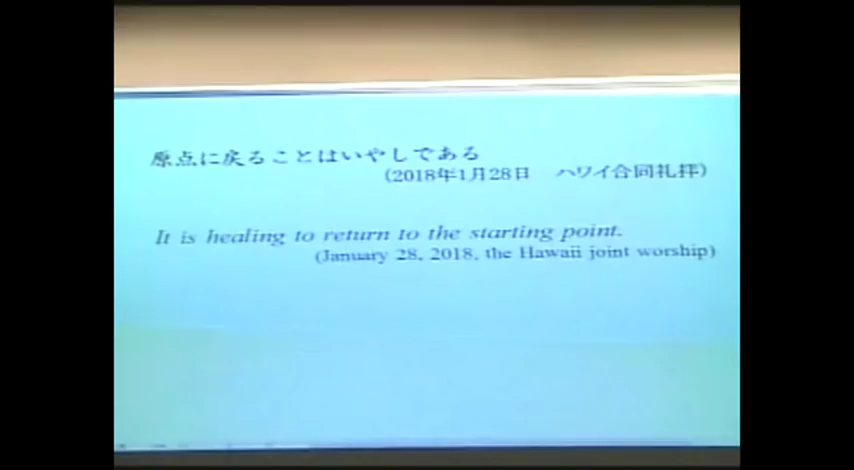 原点に戻ることはいやしである
(2018年1月28日 ハワイ合同礼拝)
It is healing to return to the starting point.
(January 28, 2018, the Hawaii joint worship)